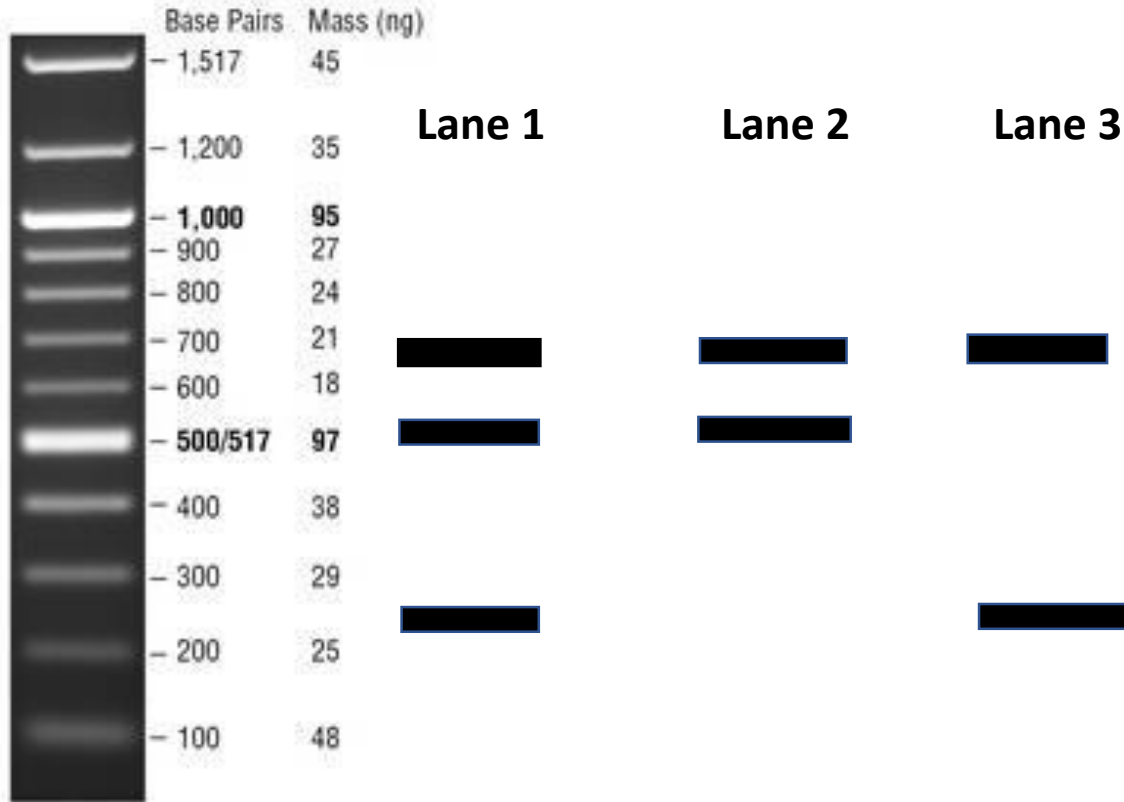 Base Pairs Mass (ng)
– 1,517 45
Lane 1 Lane 2 Lane 3
– 1,200 35
– 1,000 95
– 900 27
– 800 24
– 700 21
– 600 18
– 500/517 97
– 400 38
– 300 29
– 200 25
– 100 48